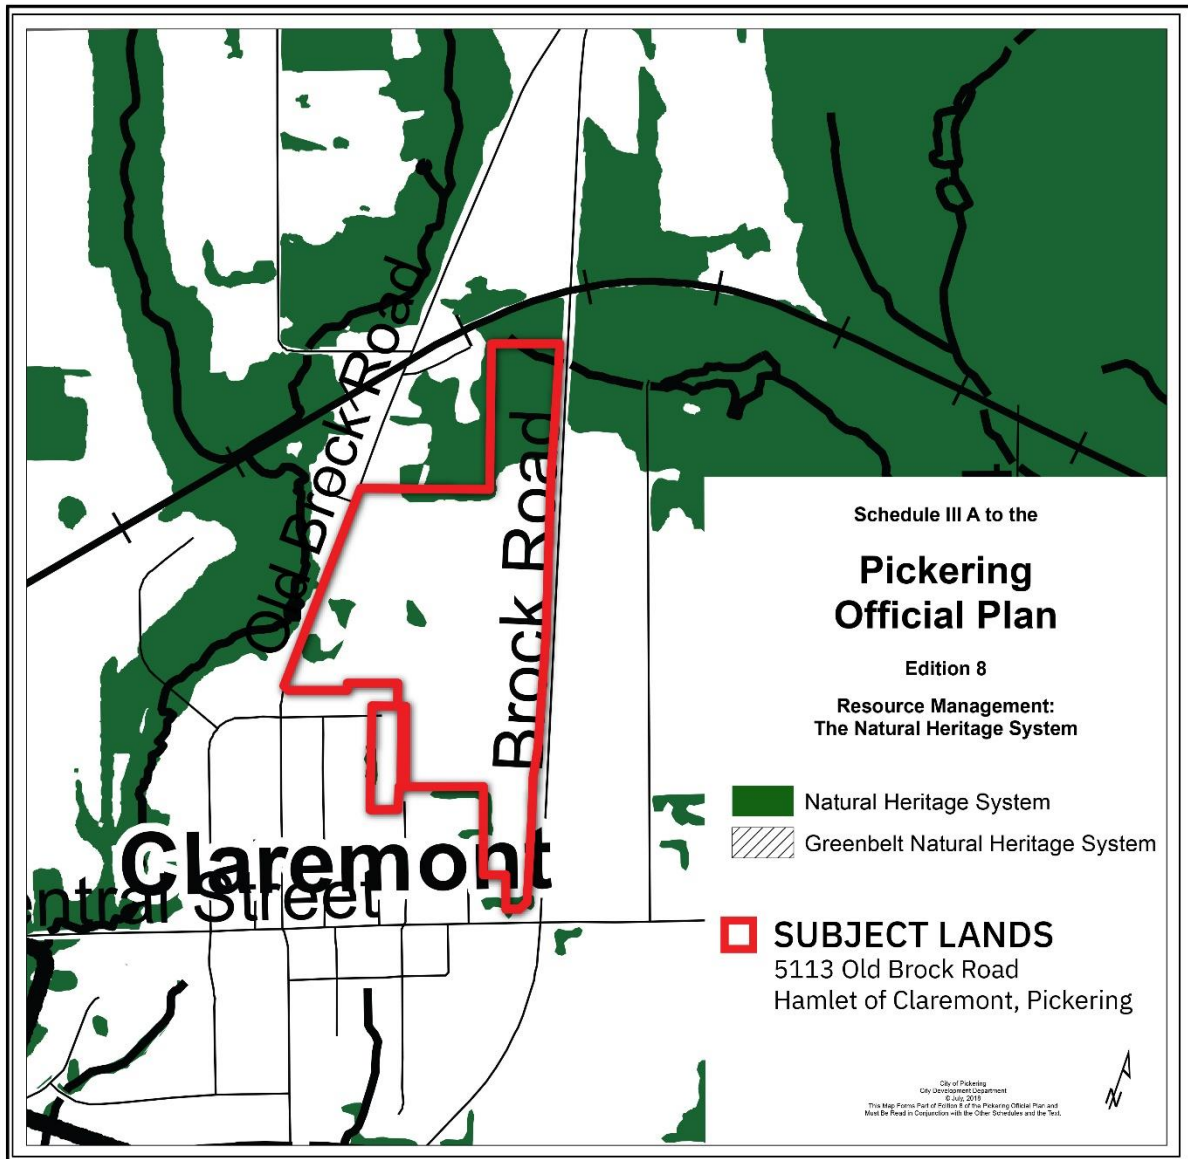 Old Brock Road
Brock Road
Claremont
entral Street
Schedule III A to the
Pickering
Official Plan
Edition 8
Resource Management:
The Natural Heritage System
Natural Heritage System
Greenbelt Natural Heritage System
SUBJECT LANDS
5113 Old Brock Road
Hamlet of Claremont, Pickering
City of Pickering
City Development Department
© July, 2018
This Map Forms Part of Edition 8 of the Pickering Official Plan and
Must Be Read in Conjunction with the Other Schedules and the Text.
N